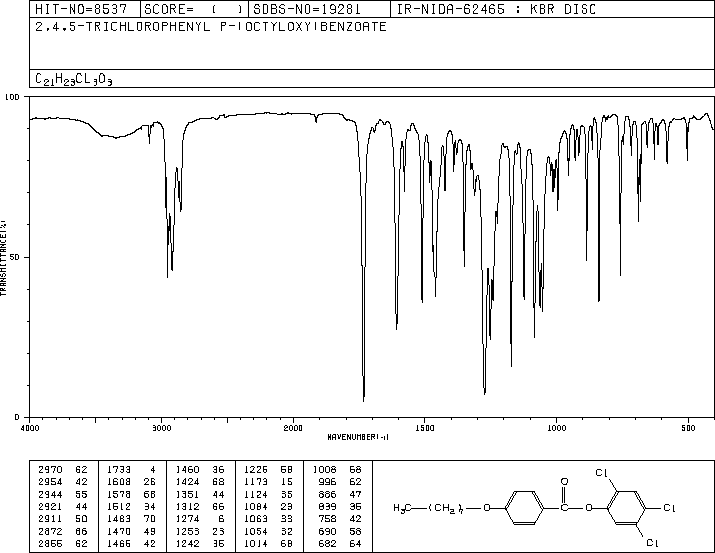 HIT-NO=8537 SCORE= ( ) SDBS-NO=19281 IR-NIDA-62465 : KBR DISC
2,4,5-TRICHLOROPHENYL P-(OCTYLOXY)BENZOATE
C21H23CL3O3
100
50
0
TRANSMITTANCE(%)
4000 3000 2000 1500 1000 500
WAVENUMBER(-1)
2970 62 1733 4 1460 36 1226 58 1008 68
2954 42 1608 26 1424 68 1173 15 996 62
2944 55 1578 68 1351 44 1124 35 886 47
2921 44 1512 34 1312 66 1084 23 839 35
2911 50 1483 70 1274 6 1063 33 758 42
2872 66 1470 49 1253 23 1054 32 690 58
2855 62 1466 42 1242 35 1014 68 682 64
H3C—(CH2)7—O
O
C—O
Cl
Cl
Cl